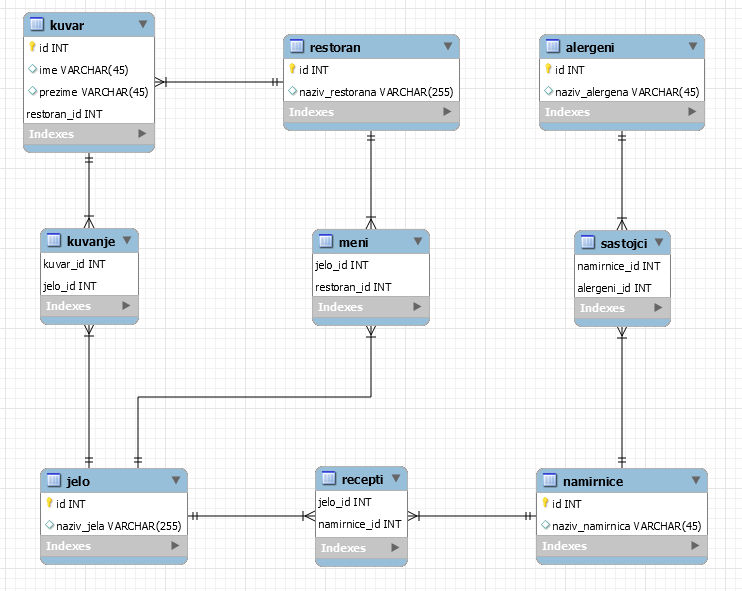 kuvar
id INT
ime VARCHAR(45)
prezime VARCHAR(45)
restoran_id INT
Indexes
restoran
id INT
naziv_restorana VARCHAR(255)
Indexes
alergeni
id INT
naziv_alergena VARCHAR(45)
Indexes
kuvanje
kuvar_id INT
jelo_id INT
Indexes
meni
jelo_id INT
restoran_id INT
Indexes
sastojci
namirnice_id INT
alergeni_id INT
Indexes
jelo
id INT
naziv_jela VARCHAR(255)
Indexes
recepti
jelo_id INT
namirnice_id INT
Indexes
namirnice
id INT
naziv_namirnica VARCHAR(45)
Indexes